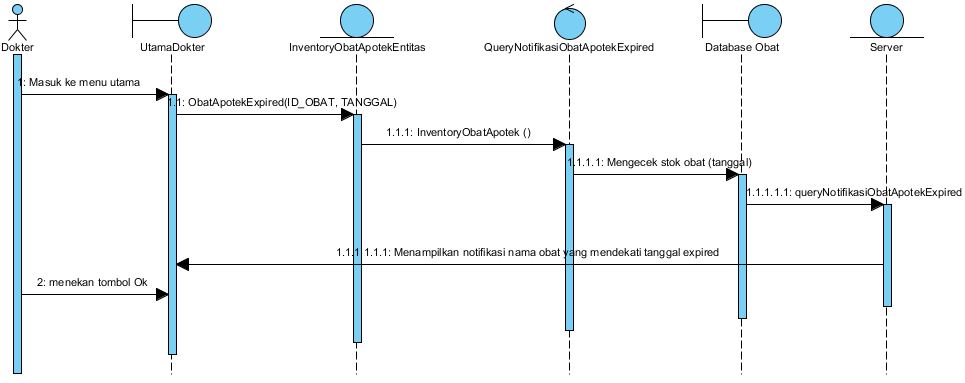 Dokter
UtamaDokter
InventoryObatApotekEntitas
QueryNotifikasiObatApotekExpired
Database Obat
Server
1: Masuk ke menu utama
1.1: ObatApotekExpired(ID_OBAT, TANGGAL)
1.1.1: InventoryObatApotek ()
1.1.1.1: Mengecek stok obat (tanggal)
1.1.1.1.1: queryNotifikasiObatApotekExpired
1.1.1.1.1.1: Menampilkan notifikasi nama obat yang mendekati tanggal expired
2: menekan tombol Ok